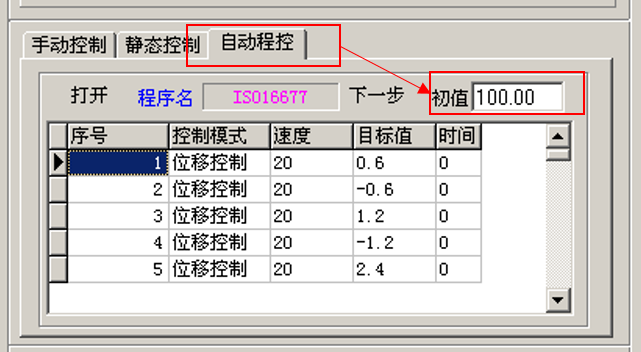 手动控制 静态控制 自动程控
打开 程序名 ISO16677 下一步 初值 100.00
序号 控制模式 速度 目标值 时间
1 位移控制 20 0.6 0
2 位移控制 20 -0.6 0
3 位移控制 20 1.2 0
4 位移控制 20 -1.2 0
5 位移控制 20 2.4 0